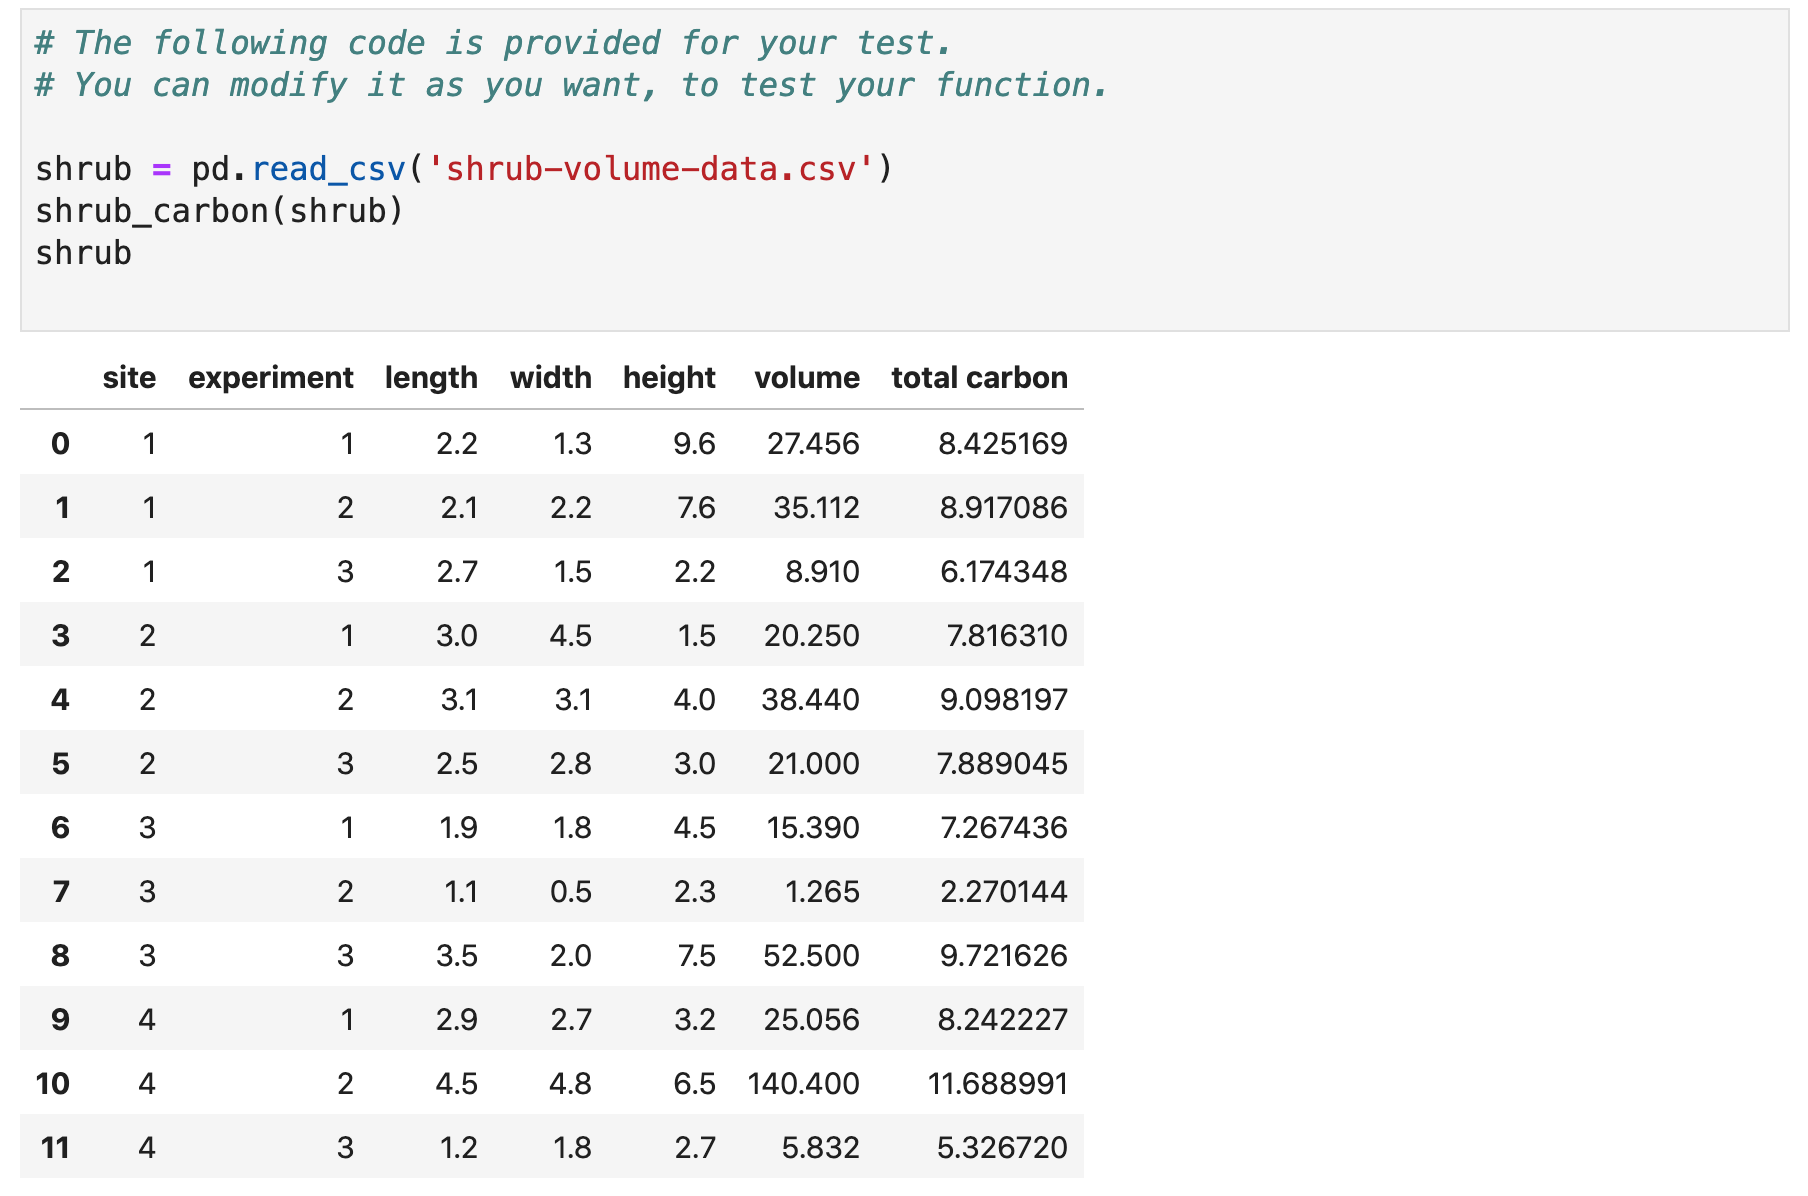 # The following code is provided for your test.
# You can modify it as you want, to test your function.
shrub = pd.read_csv('shrub-volume-data.csv')
shrub_carbon(shrub)
shrub
site experiment length width height volume total carbon
0 1 1 2.2 1.3 9.6 27.456 8.425169
1 1 2 2.1 2.2 7.6 35.112 8.917086
2 1 3 2.7 1.5 2.2 8.910 6.174348
3 2 1 3.0 4.5 1.5 20.250 7.816310
4 2 2 3.1 3.1 4.0 38.440 9.098197
5 2 3 2.5 2.8 3.0 21.000 7.889045
6 3 1 1.9 1.8 4.5 15.390 7.267436
7 3 2 1.1 0.5 2.3 1.265 2.270144
8 3 3 3.5 2.0 7.5 52.500 9.721626
9 4 1 2.9 2.7 3.2 25.056 8.242227
10 4 2 4.5 4.8 6.5 140.400 11.688991
11 4 3 1.2 1.8 2.7 5.832 5.326720